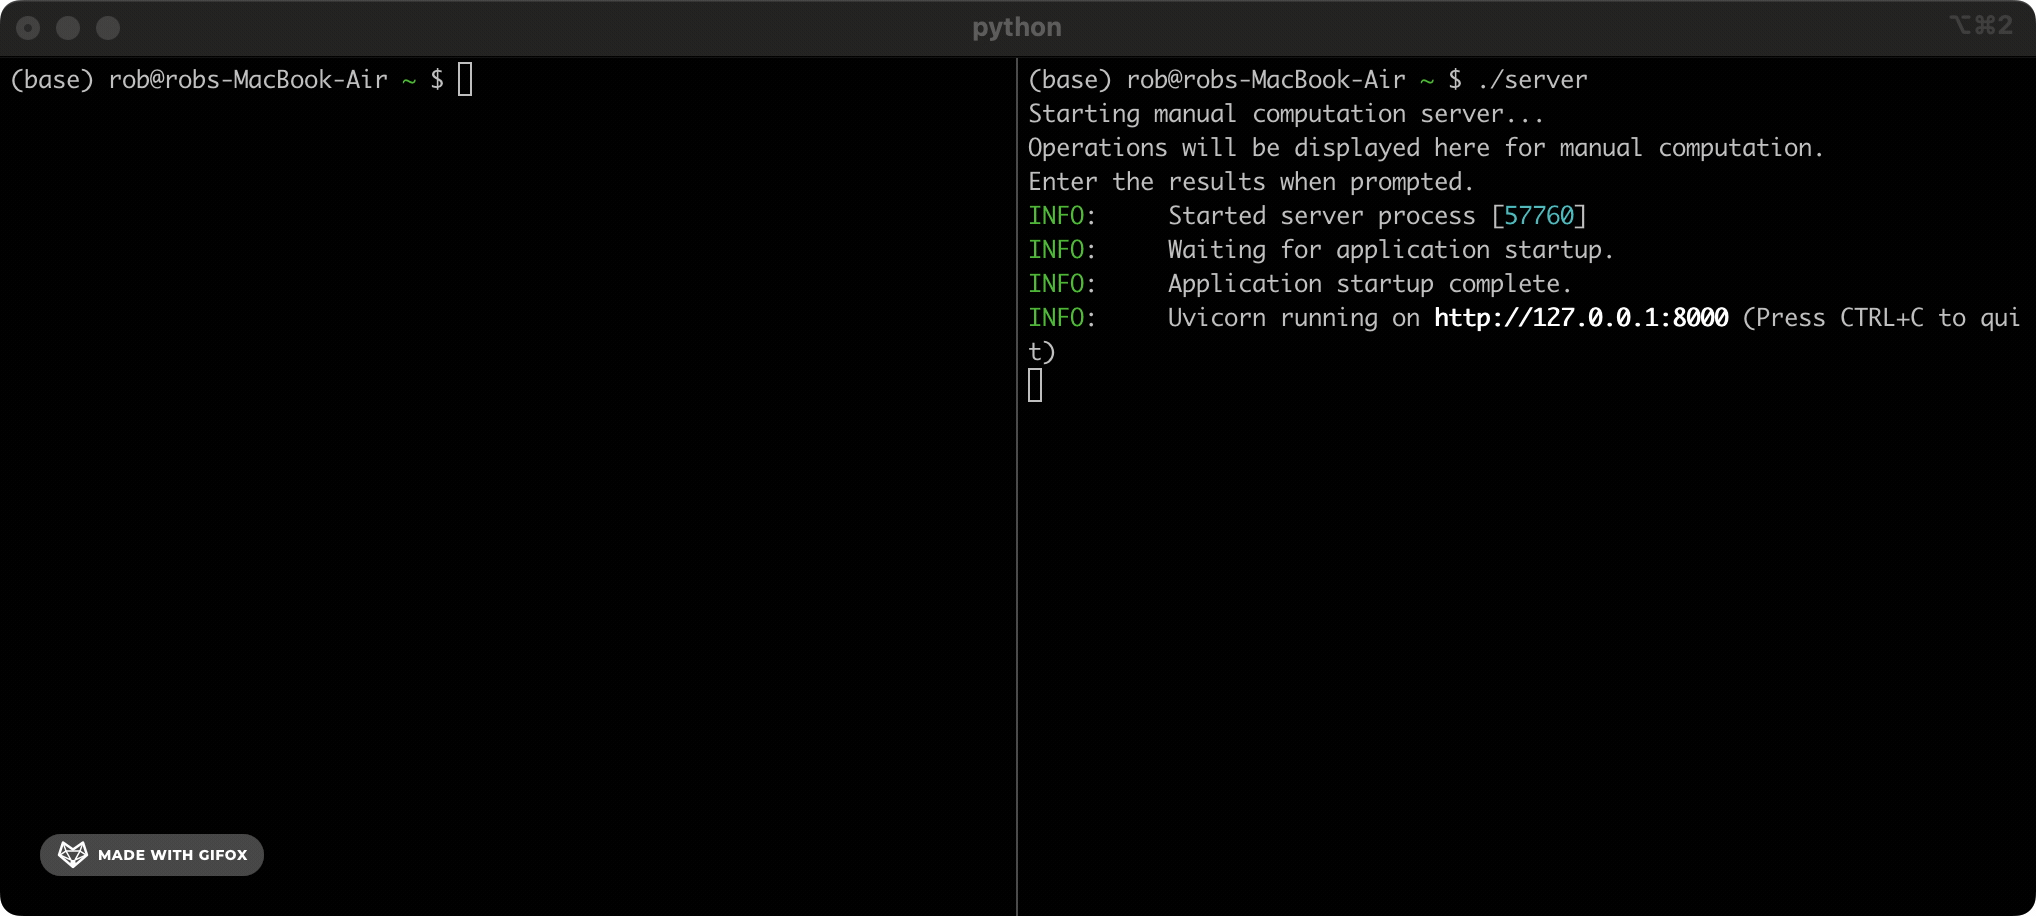 python
⌥⌘2
(base) rob@robs-MacBook-Air ~ $
(base) rob@robs-MacBook-Air ~ $ ./server
Starting manual computation server...
Operations will be displayed here for manual computation.
Enter the results when prompted.
INFO:     Started server process [57760]
INFO:     Waiting for application startup.
INFO:     Application startup complete.
INFO:     Uvicorn running on http://127.0.0.1:8000 (Press CTRL+C to qui
t)
MADE WITH GIFOX